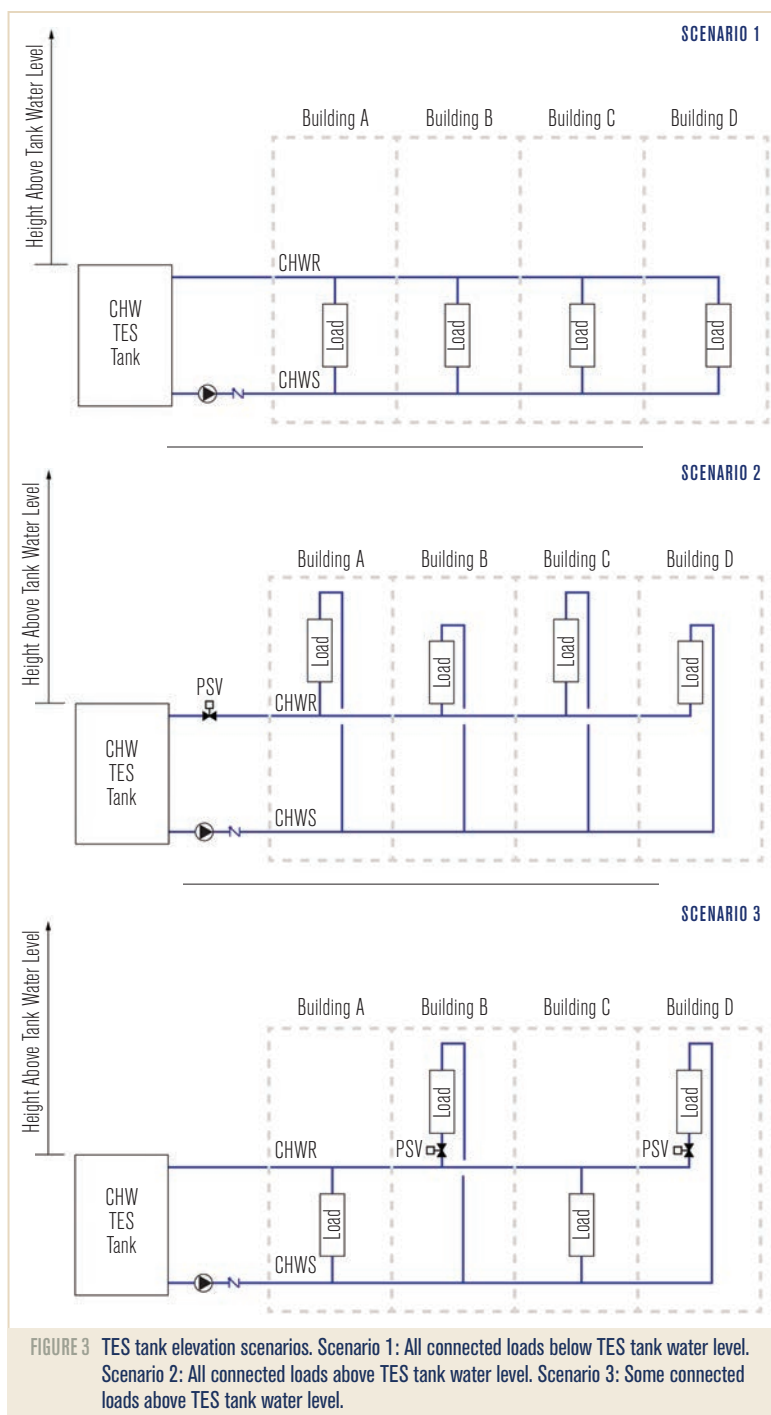 SCENARIO 1
Height Above Tank Water Level
Building A
Building B
Building C
Building D
CHWR
CHW
TES
Tank
Load
Load
Load
Load
CHWS
SCENARIO 2
Height Above Tank Water Level
Building A
Building B
Building C
Building D
Load
Load
Load
Load
PSV
CHWR
CHW
TES
Tank
CHWS
SCENARIO 3
Height Above Tank Water Level
Building A
Building B
Building C
Building D
Load
Load
PSV
PSV
CHWR
CHW
TES
Tank
Load
Load
CHWS
FIGURE 3 TES tank elevation scenarios. Scenario 1: All connected loads below TES tank water level.
Scenario 2: All connected loads above TES tank water level. Scenario 3: Some connected
loads above TES tank water level.